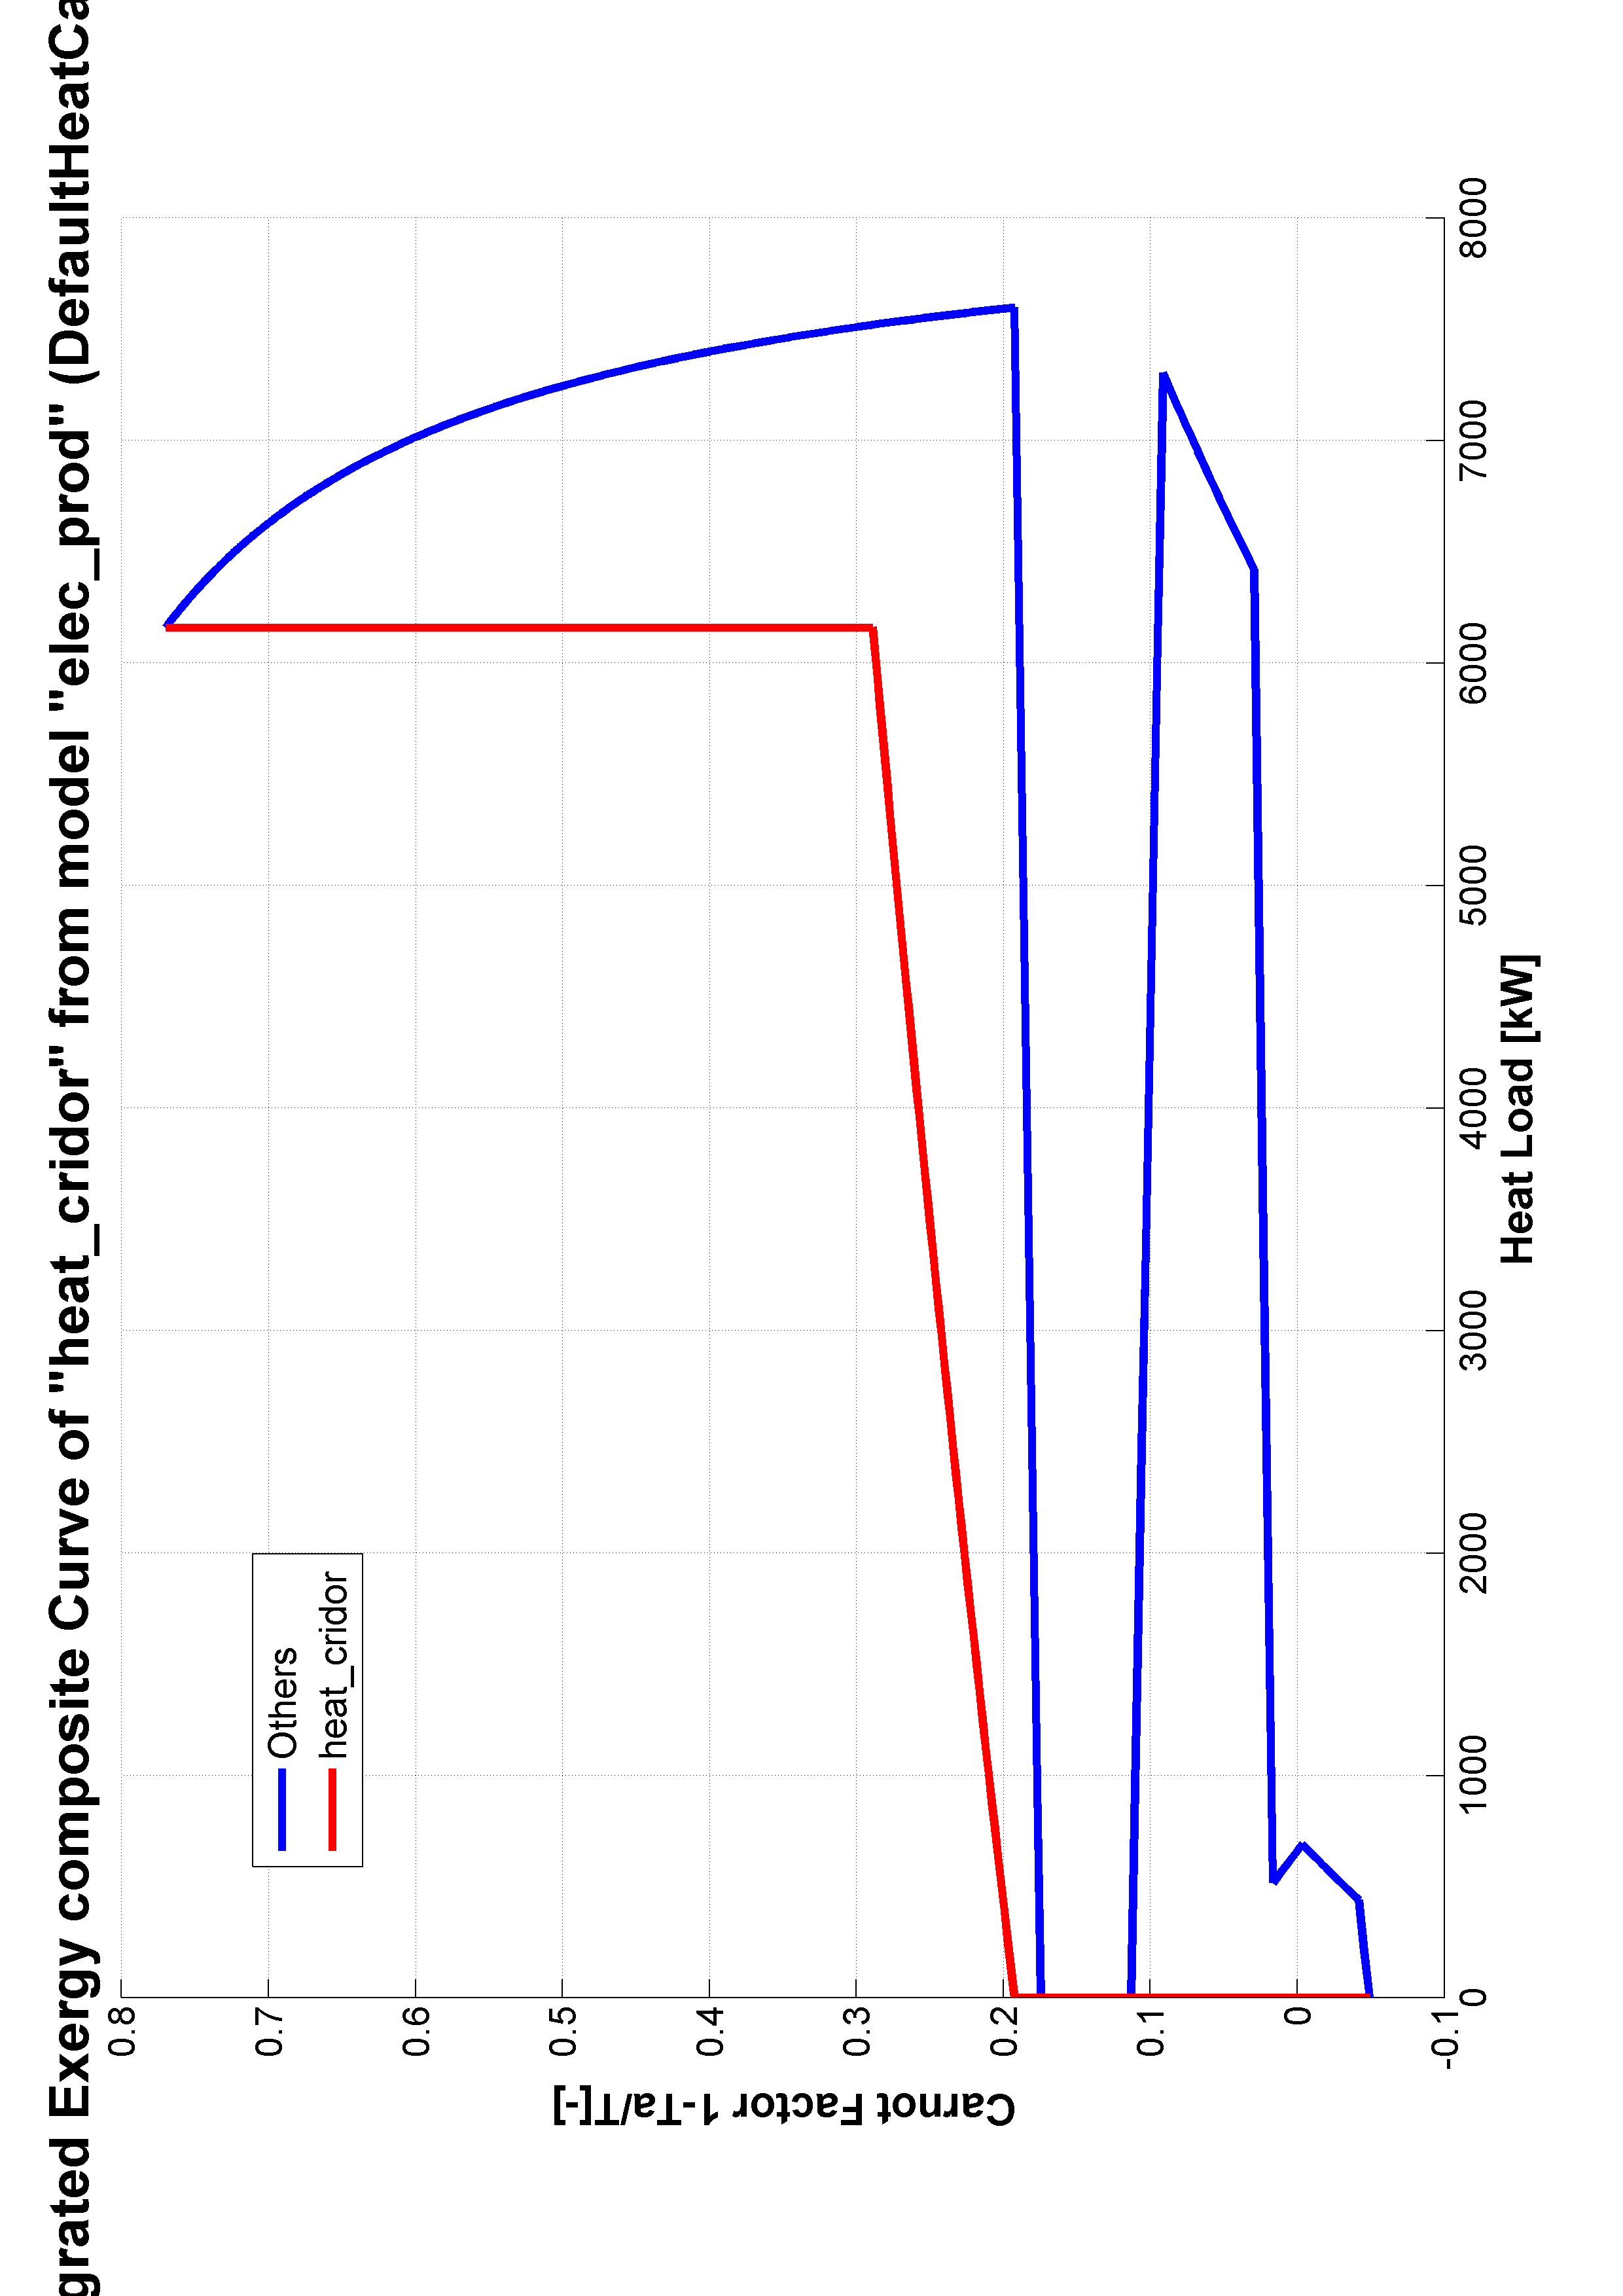 grated Exergy composite Curve of "heat_cridor" from model "elec_prod" (DefaultHeatCa
Others
heat_cridor
Carnot Factor 1-Ta/T[-]
0.8
0.7
0.6
0.5
0.4
0.3
0.2
0.1
0
-0.1
0 1000 2000 3000 4000 5000 6000 7000 8000
Heat Load [kW]